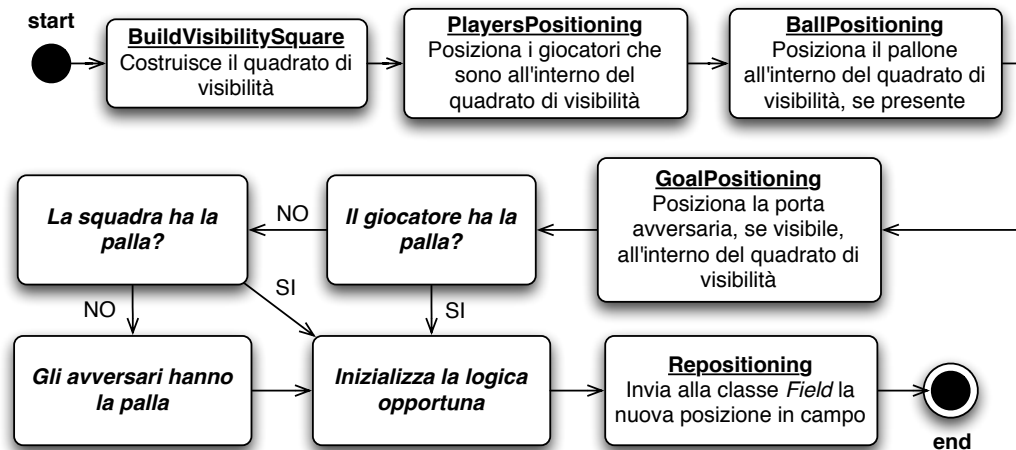 start
BuildVisibilitySquare
Costruisce il quadrato di
visibilità
PlayersPositioning
Posiziona i giocatori che
sono all'interno del
quadrato di visibilità
BallPositioning
Posiziona il pallone
all'interno del quadrato di
visibilità, se presente
GoalPositioning
Posiziona la porta
avversaria, se visibile,
all'interno del quadrato di
visibilità
Il giocatore ha la
palla?
NO
SI
La squadra ha la
palla?
SI
NO
Gli avversari hanno
la palla
Inizializza la logica
opportuna
Repositioning
Invia alla classe Field la
nuova posizione in campo
end